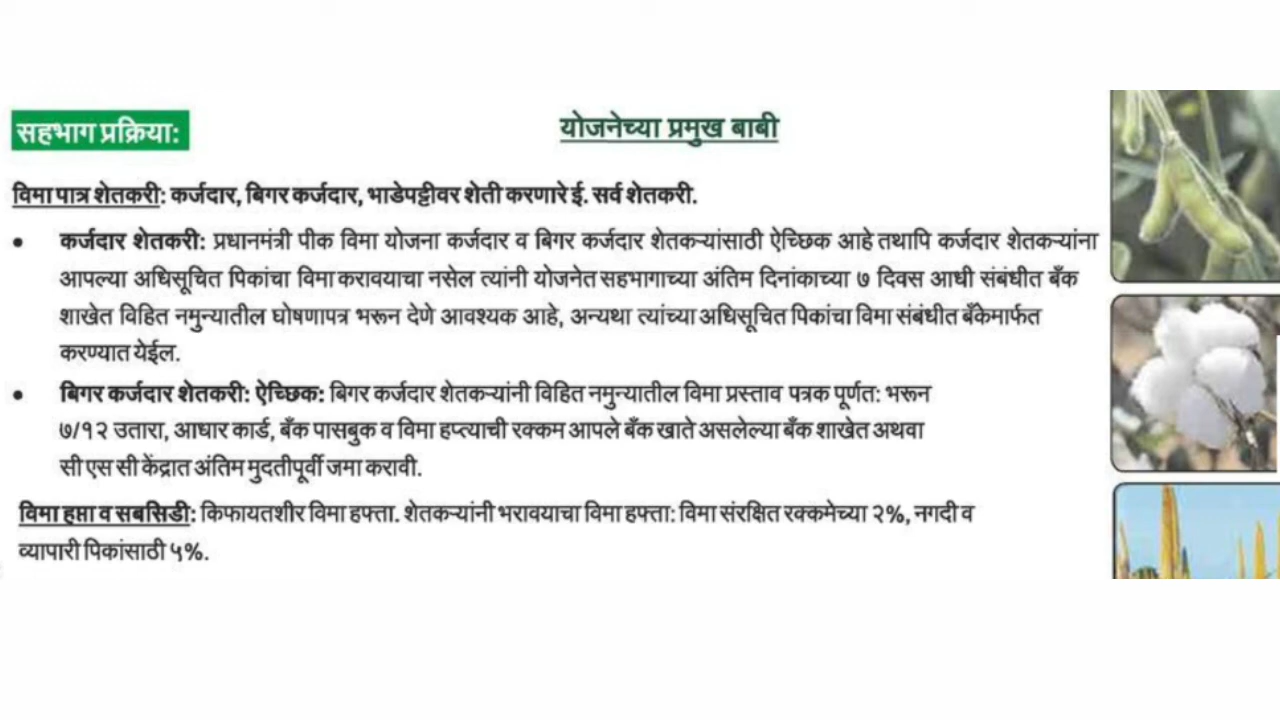 सहभाग प्रक्रिया:
योजनेच्या प्रमुख बाबी
विमा पात्र शेतकरी: कर्जदार, बिगर कर्जदार, भाडेपट्टीवर शेती करणारे ई. सर्व शेतकरी.
• कर्जदार शेतकरी: प्रधानमंत्री पीक विमा योजना कर्जदार व बिगर कर्जदार शेतकऱ्यांसाठी ऐच्छिक आहे तथापि कर्जदार शेतकऱ्यांना
आपल्या अधिसूचित पिकांचा विमा करावयाचा नसेल त्यांनी योजनेत सहभागाच्या अंतिम दिनांकाच्या ७ दिवस आधी संबंधीत बँक
शाखेत विहित नमुन्यातील घोषणापत्र भरून देणे आवश्यक आहे, अन्यथा त्यांच्या अधिसूचित पिकांचा विमा संबंधीत बँकेमार्फत
करण्यात येईल.
• बिगर कर्जदार शेतकरी: ऐच्छिक: बिगर कर्जदार शेतकऱ्यांनी विहित नमुन्यातील विमा प्रस्ताव पत्रक पूर्णत: भरून
७/१२ उतारा, आधार कार्ड, बँक पासबुक व विमा हप्त्याची रक्कम आपले बँक खाते असलेल्या बँक शाखेत अथवा
सी एस सी केंद्रात अंतिम मुदतीपूर्वी जमा करावी.
विमा हप्ता व सबसिडी: किफायतशीर विमा हफ्ता. शेतकऱ्यांनी भरावयाचा विमा हफ्ता: विमा संरक्षित रक्कमेच्या २%, नगदी व
व्यापारी पिकांसाठी ५%.